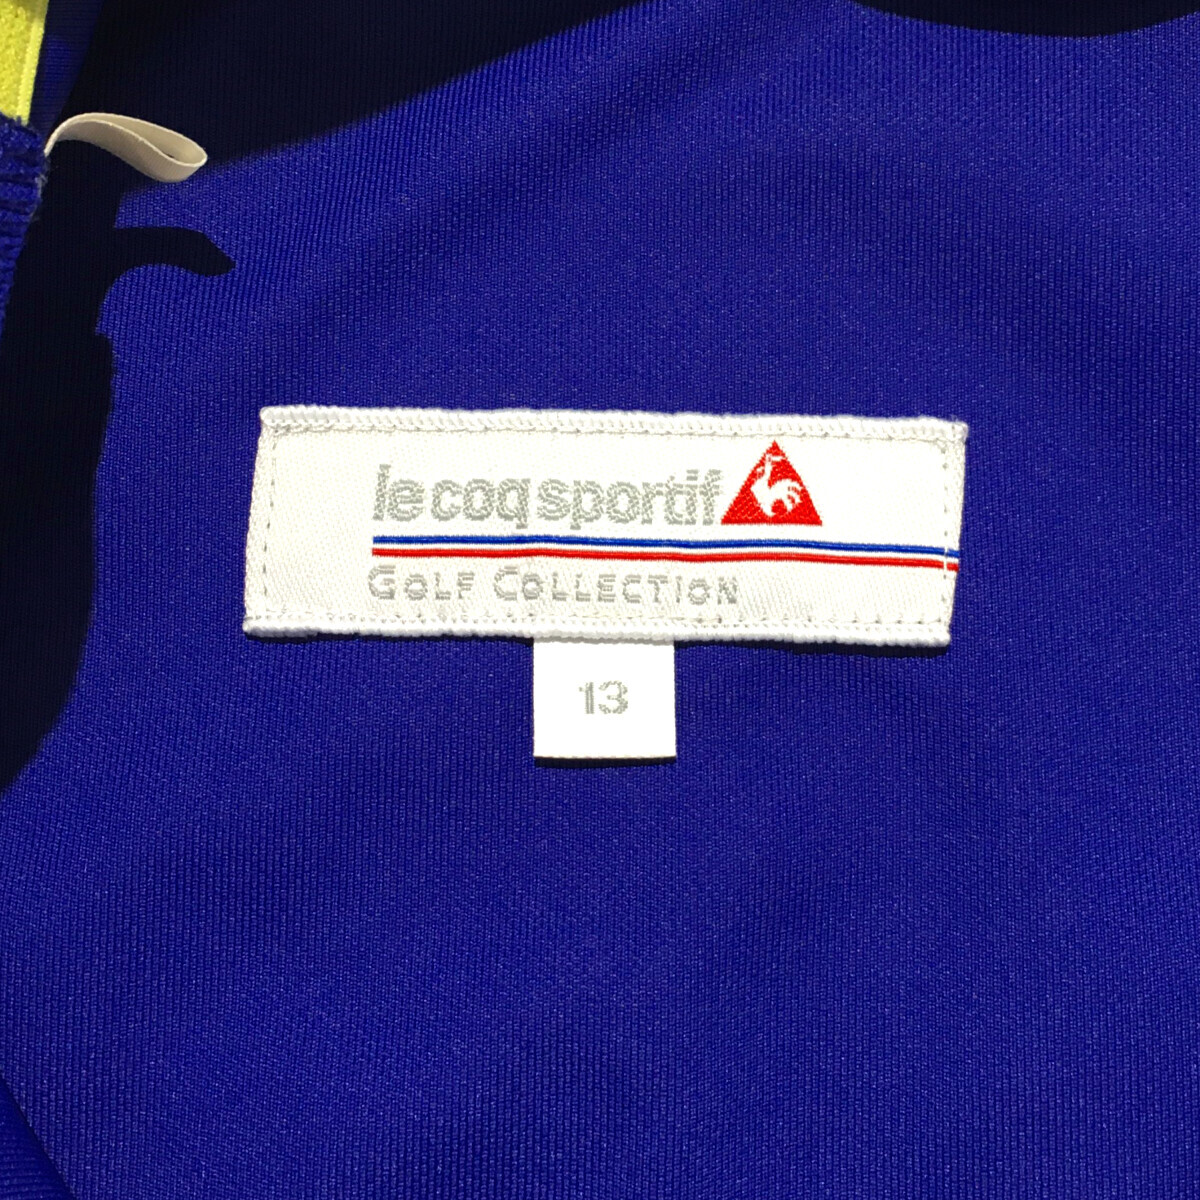 le coq sportif
GOLF COLLECTION
13